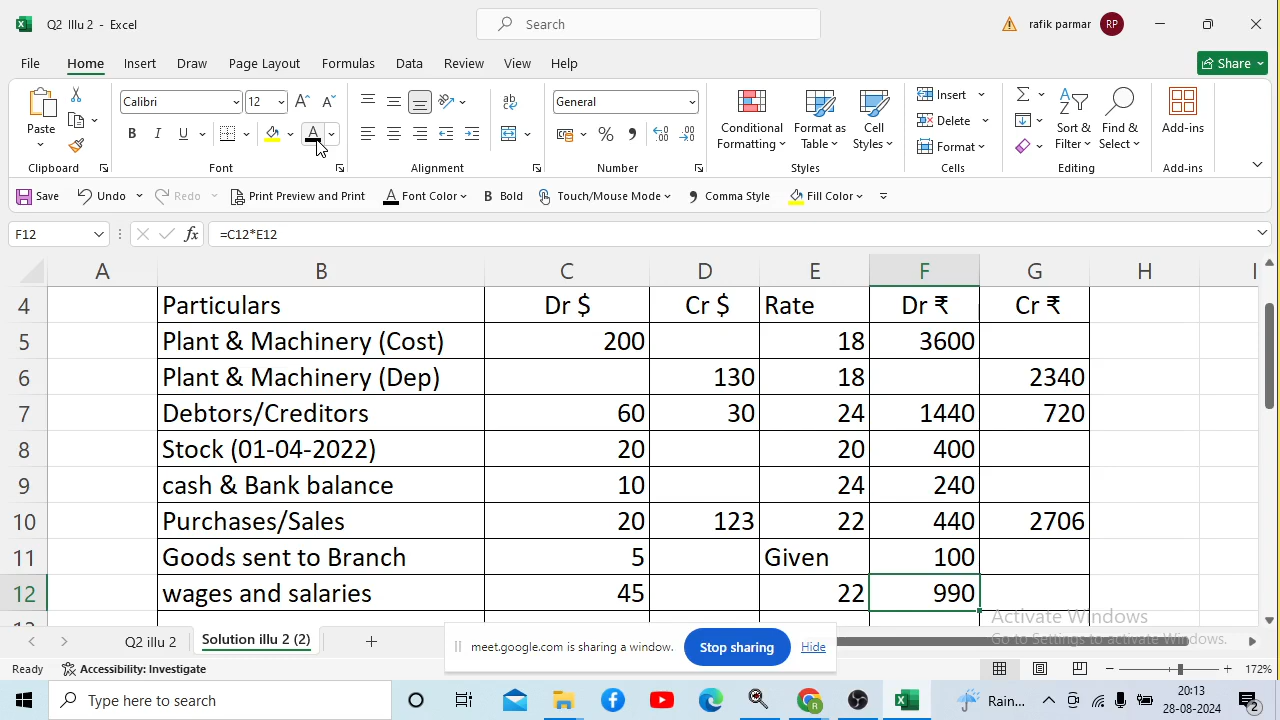 Q2 Illu 2 - Excel
Search
rafik parmar RP
File Home Insert Draw Page Layout Formulas Data Review View Help
Share
Paste
Calibri 12
General
Conditional Formatting
Format as Table
Cell Styles
Insert
Delete
Format
Sort & Filter
Find & Select
Add-ins
Clipboard Font Alignment Number Styles Cells Editing Add-ins
Save Undo Redo Print Preview and Print Font Color Bold Touch/Mouse Mode Comma Style Fill Color
F12 fx =C12*E12
A B C D E F G H I
4 Particulars Dr $ Cr $ Rate Dr ₹ Cr ₹
5 Plant & Machinery (Cost) 200 18 3600
6 Plant & Machinery (Dep) 130 18 2340
7 Debtors/Creditors 60 30 24 1440 720
8 Stock (01-04-2022) 20 20 400
9 cash & Bank balance 10 24 240
10 Purchases/Sales 20 123 22 440 2706
11 Goods sent to Branch 5 Given 100
12 wages and salaries 45 22 990
Activate Windows
Go to Settings to activate Windows.
Q2 illu 2 Solution illu 2 (2)
meet.google.com is sharing a window. Stop sharing Hide
Ready Accessibility: Investigate 172%
Type here to search
Rain...
20:13
28-08-2024
2